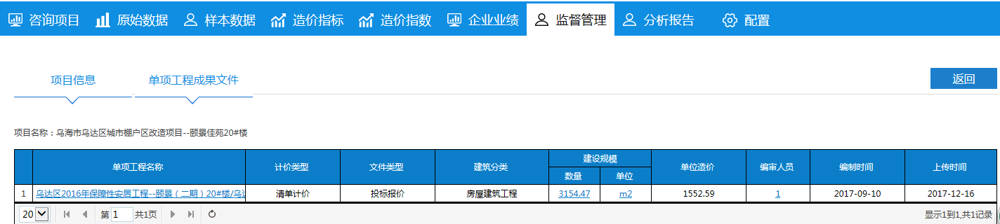 咨询项目 原始数据 样本数据 造价指标 造价指数 企业业绩 监督管理 分析报告 配置
项目信息 单项工程成果文件 返回
项目名称：乌海市乌达区城市棚户区改造项目--颐景佳苑20#楼
单项工程名称 计价类型 文件类型 建筑分类 建设规模 单位造价 编审人员 编制时间 上传时间
数量 单位
1 乌达区2016年保障性安居工程--颐景（二期）20#楼/乌达 清单计价 投标报价 房屋建筑工程 3154.47 m2 1552.59 1 2017-09-10 2017-12-16
20 第 1 共1页 显示1到1,共1记录